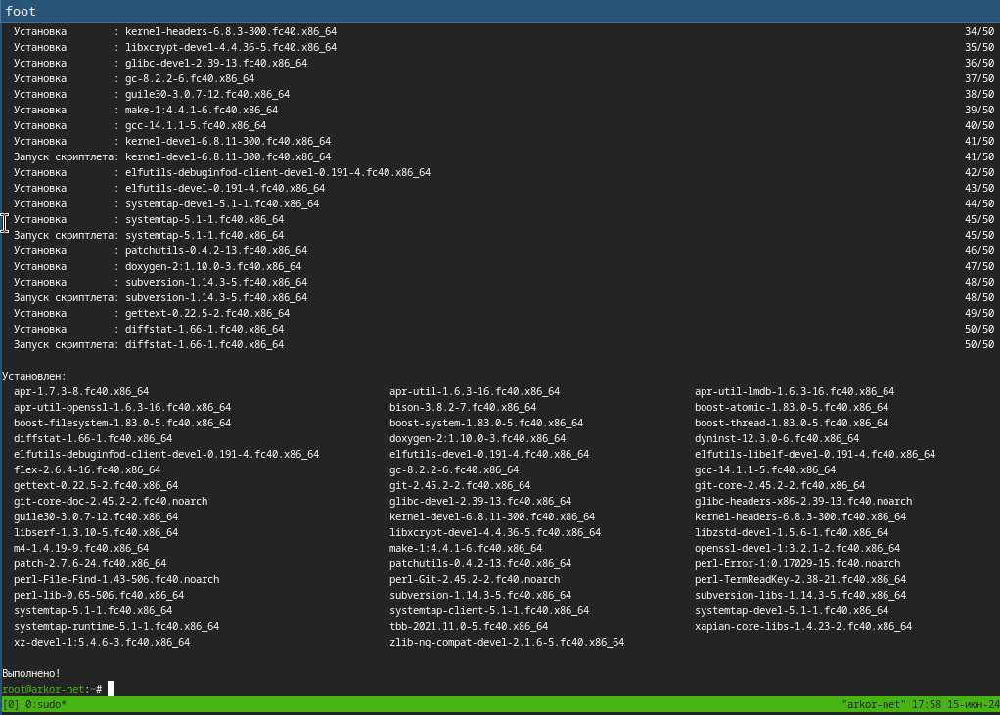 foot
Установка        : kernel-headers-6.8.3-300.fc40.x86_64 34/50
Установка        : libxcrypt-devel-4.4.36-5.fc40.x86_64 35/50
Установка        : glibc-devel-2.39-13.fc40.x86_64 36/50
Установка        : gc-8.2.2-6.fc40.x86_64 37/50
Установка        : guile30-3.0.7-12.fc40.x86_64 38/50
Установка        : make-1:4.4.1-6.fc40.x86_64 39/50
Установка        : gcc-14.1.1-5.fc40.x86_64 40/50
Установка        : kernel-devel-6.8.11-300.fc40.x86_64 41/50
Запуск скриптлета: kernel-devel-6.8.11-300.fc40.x86_64 41/50
Установка        : elfutils-debuginfod-client-devel-0.191-4.fc40.x86_64 42/50
Установка        : elfutils-devel-0.191-4.fc40.x86_64 43/50
Установка        : systemtap-devel-5.1-1.fc40.x86_64 44/50
Установка        : systemtap-5.1-1.fc40.x86_64 45/50
Запуск скриптлета: systemtap-5.1-1.fc40.x86_64 45/50
Установка        : patchutils-0.4.2-13.fc40.x86_64 46/50
Установка        : doxygen-2:1.10.0-3.fc40.x86_64 47/50
Установка        : subversion-1.14.3-5.fc40.x86_64 48/50
Запуск скриптлета: subversion-1.14.3-5.fc40.x86_64 48/50
Установка        : gettext-0.22.5-2.fc40.x86_64 49/50
Установка        : diffstat-1.66-1.fc40.x86_64 50/50
Запуск скриптлета: diffstat-1.66-1.fc40.x86_64 50/50
Установлен:
apr-1.7.3-8.fc40.x86_64 apr-util-1.6.3-16.fc40.x86_64 apr-util-lmdb-1.6.3-16.fc40.x86_64
apr-util-openssl-1.6.3-16.fc40.x86_64 bison-3.8.2-7.fc40.x86_64 boost-atomic-1.83.0-5.fc40.x86_64
boost-filesystem-1.83.0-5.fc40.x86_64 boost-system-1.83.0-5.fc40.x86_64 boost-thread-1.83.0-5.fc40.x86_64
diffstat-1.66-1.fc40.x86_64 doxygen-2:1.10.0-3.fc40.x86_64 dyninst-12.3.0-6.fc40.x86_64
elfutils-debuginfod-client-devel-0.191-4.fc40.x86_64 elfutils-devel-0.191-4.fc40.x86_64 elfutils-libelf-devel-0.191-4.fc40.x86_64
flex-2.6.4-16.fc40.x86_64 gc-8.2.2-6.fc40.x86_64 gcc-14.1.1-5.fc40.x86_64
gettext-0.22.5-2.fc40.x86_64 git-2.45.2-2.fc40.x86_64 git-core-2.45.2-2.fc40.x86_64
git-core-doc-2.45.2-2.fc40.noarch glibc-devel-2.39-13.fc40.x86_64 glibc-headers-x86-2.39-13.fc40.noarch
guile30-3.0.7-12.fc40.x86_64 kernel-devel-6.8.11-300.fc40.x86_64 kernel-headers-6.8.3-300.fc40.x86_64
libserf-1.3.10-5.fc40.x86_64 libxcrypt-devel-4.4.36-5.fc40.x86_64 libzstd-devel-1.5.6-1.fc40.x86_64
m4-1.4.19-9.fc40.x86_64 make-1:4.4.1-6.fc40.x86_64 openssl-devel-1:3.2.1-2.fc40.x86_64
patch-2.7.6-24.fc40.x86_64 patchutils-0.4.2-13.fc40.x86_64 perl-Error-1:0.17029-15.fc40.noarch
perl-File-Find-1.43-506.fc40.noarch perl-Git-2.45.2-2.fc40.noarch perl-TermReadKey-2.38-21.fc40.x86_64
perl-lib-0.65-506.fc40.x86_64 subversion-1.14.3-5.fc40.x86_64 subversion-libs-1.14.3-5.fc40.x86_64
systemtap-5.1-1.fc40.x86_64 systemtap-client-5.1-1.fc40.x86_64 systemtap-devel-5.1-1.fc40.x86_64
systemtap-runtime-5.1-1.fc40.x86_64 tbb-2021.11.0-5.fc40.x86_64 xapian-core-libs-1.4.23-2.fc40.x86_64
xz-devel-1:5.4.6-3.fc40.x86_64 zlib-ng-compat-devel-2.1.6-5.fc40.x86_64
Выполнено!
root@arkor-net:~#
[0] 0:sudo* "arkor-net" 17:58 15-июн-24